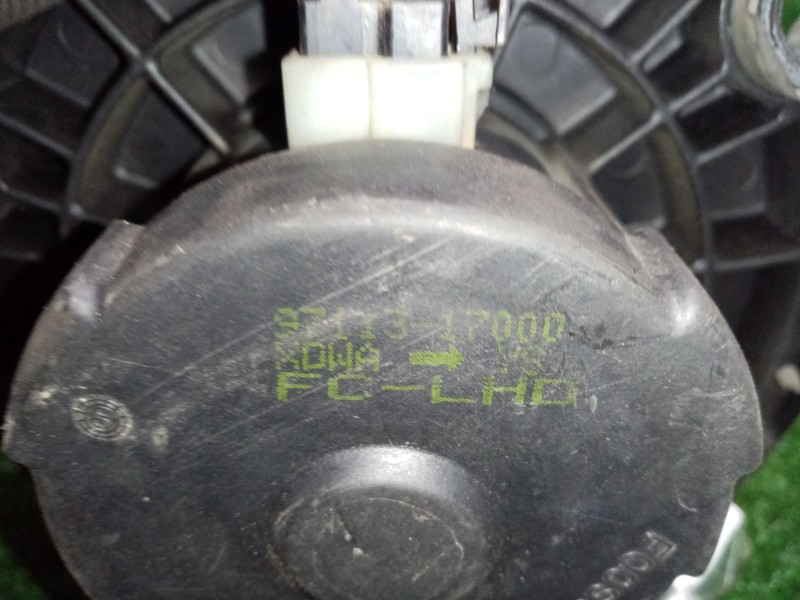 97113-17000
KOWA → 
FC-LHD